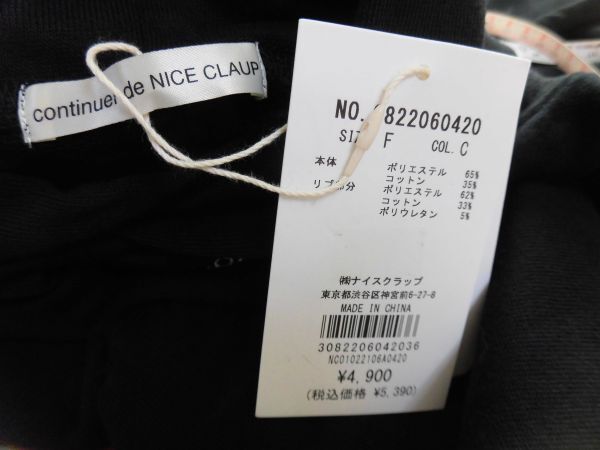 continuer de NICE CLAUP
NO. 822060420
F COL. C
本体 ポリエステル 65%
コットン 35%
リブ部分 ポリエステル 62%
コットン 33%
ポリウレタン 5%
㈱ナイスクラップ
東京都渋谷区神宮前6-27-8
MADE IN CHINA
3082206042036
NC01022106A0420
¥4,900
(税込価格 ¥5,390)